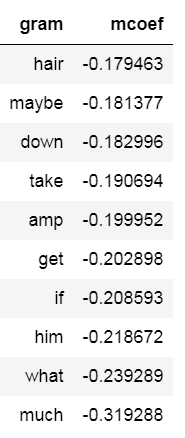 gram mcoef
hair -0.179463
maybe -0.181377
down -0.182996
take -0.190694
amp -0.199952
get -0.202898
if -0.208593
him -0.218672
what -0.239289
much -0.319288